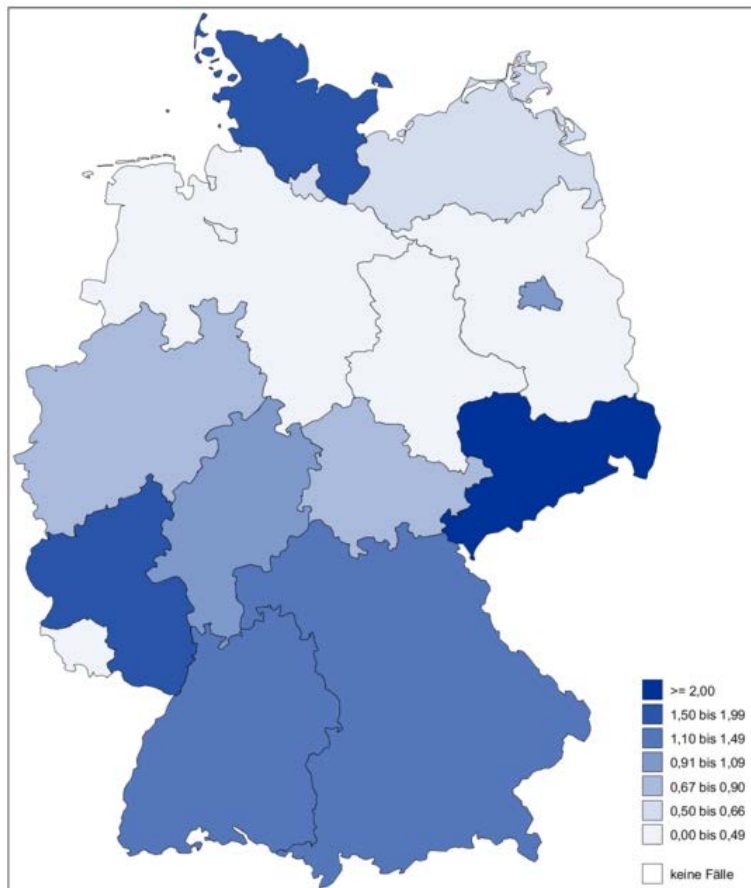 >= 2,00
1,50 bis 1,99
1,10 bis 1,49
0,91 bis 1,09
0,67 bis 0,90
0,50 bis 0,66
0,00 bis 0,49
keine Fälle